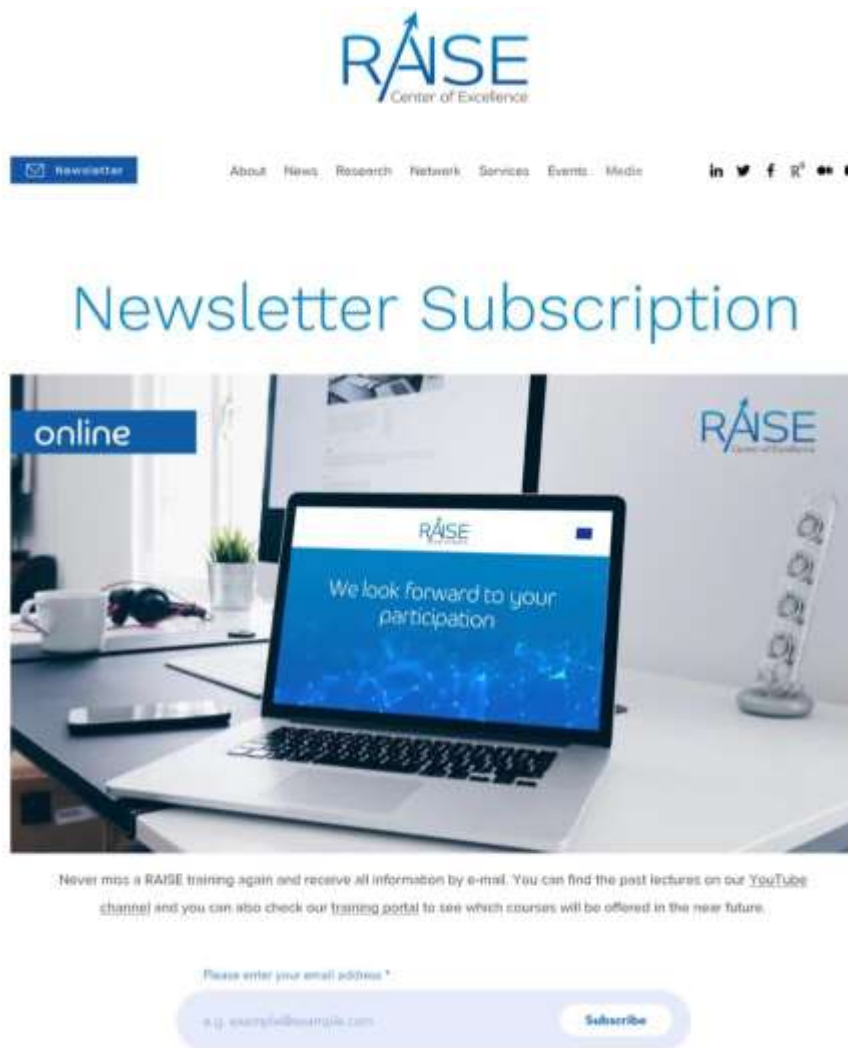 RAISE
Center of Excellence
Newsletter
About News Research Network Services Events Media
in f R⁶
Newsletter Subscription
online
RAISE
Center of Excellence
RAISE
We look forward to your
participation
Never miss a RAISE training again and receive all information by e-mail. You can find the past lectures on our YouTube
channel and you can also check our training portal to see which courses will be offered in the near future.
Please enter your email address *
e.g. example@example.com
Subscribe